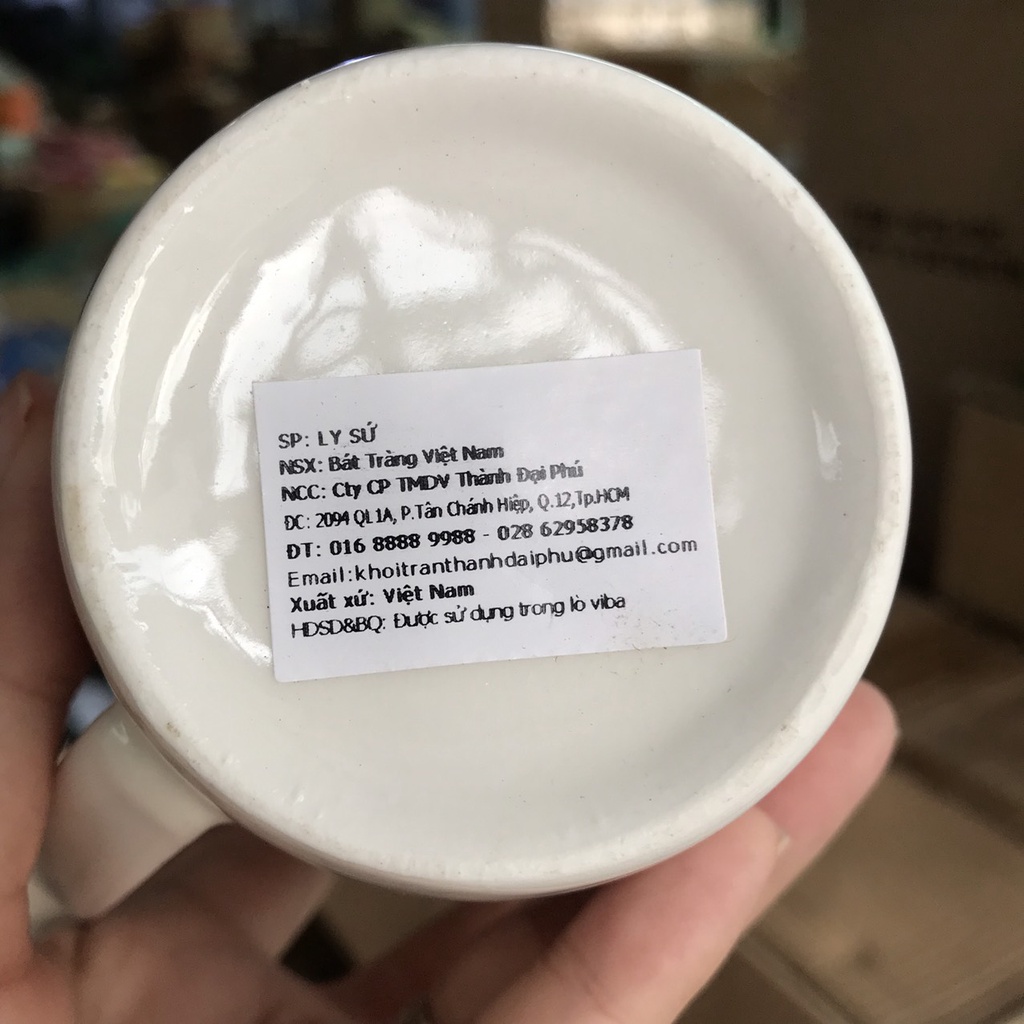 SP: LY SỨ
NSX: Bát Tràng Việt Nam
NCC: Cty CP TMDV Thành Đại Phú
ĐC: 2094 QL1A, P.Tân Chánh Hiệp, Q.12,Tp.HCM
ĐT: 016 8888 9988 - 028 62958378
Email:khoitranthanhdaiphu@gmail.com
Xuất xứ: Việt Nam
HDSD&BQ: Được sử dụng trong lò viba